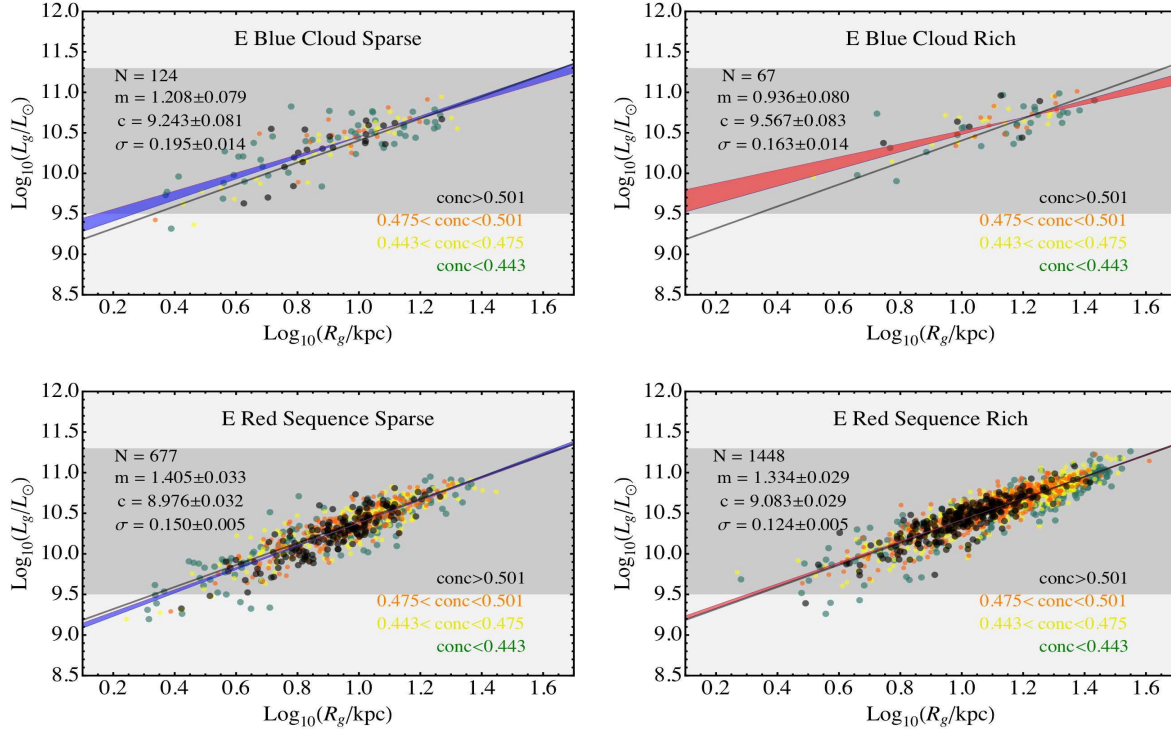 E Blue Cloud Sparse
N = 124
m = 1.208±0.079
c = 9.243±0.081
σ = 0.195±0.014
conc>0.501
0.475< conc<0.501
0.443< conc<0.475
conc<0.443
12.0
11.5
11.0
10.5
10.0
9.5
9.0
8.5
Log10(Lg/L⊙)
0.2 0.4 0.6 0.8 1.0 1.2 1.4 1.6
Log10(Rg/kpc)
E Blue Cloud Rich
N = 67
m = 0.936±0.080
c = 9.567±0.083
σ = 0.163±0.014
conc>0.501
0.475< conc<0.501
0.443< conc<0.475
conc<0.443
12.0
11.5
11.0
10.5
10.0
9.5
9.0
8.5
Log10(Lg/L⊙)
0.2 0.4 0.6 0.8 1.0 1.2 1.4 1.6
Log10(Rg/kpc)
E Red Sequence Sparse
N = 677
m = 1.405±0.033
c = 8.976±0.032
σ = 0.150±0.005
conc>0.501
0.475< conc<0.501
0.443< conc<0.475
conc<0.443
12.0
11.5
11.0
10.5
10.0
9.5
9.0
8.5
Log10(Lg/L⊙)
0.2 0.4 0.6 0.8 1.0 1.2 1.4 1.6
Log10(Rg/kpc)
E Red Sequence Rich
N = 1448
m = 1.334±0.029
c = 9.083±0.029
σ = 0.124±0.005
conc>0.501
0.475< conc<0.501
0.443< conc<0.475
conc<0.443
12.0
11.5
11.0
10.5
10.0
9.5
9.0
8.5
Log10(Lg/L⊙)
0.2 0.4 0.6 0.8 1.0 1.2 1.4 1.6
Log10(Rg/kpc)